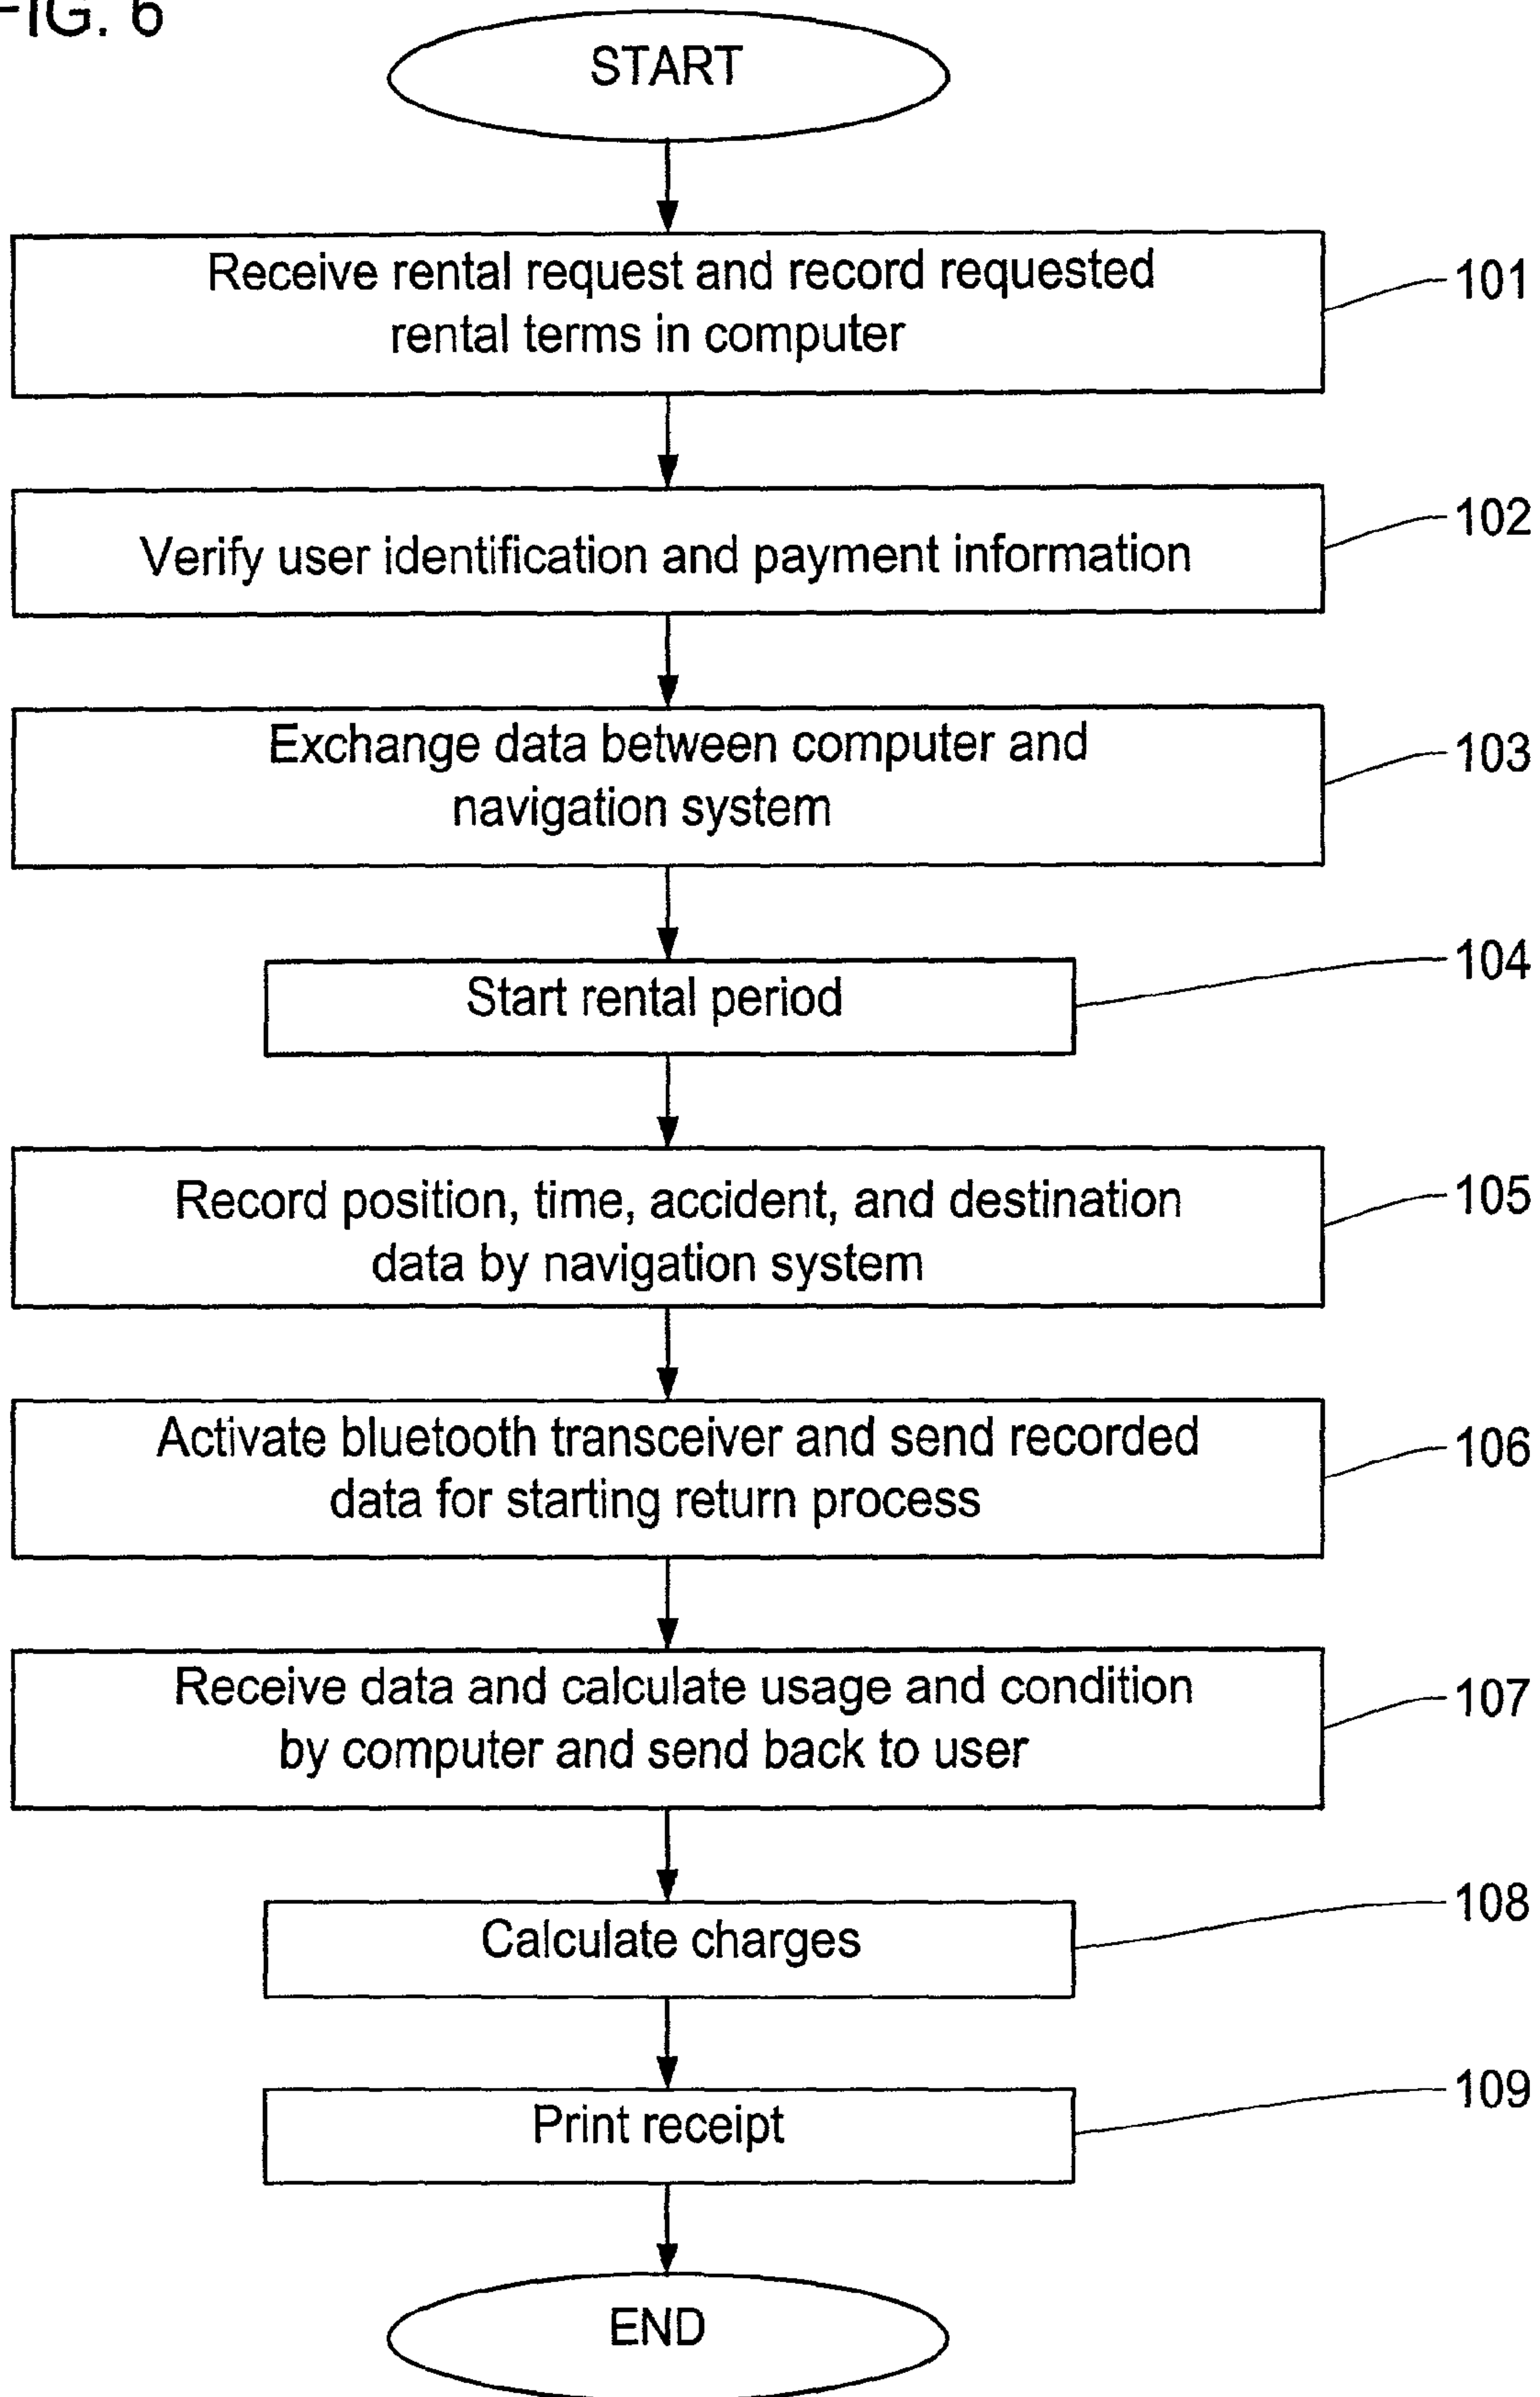 FIG. 6
START
Receive rental request and record requested
rental terms in computer
101
Verify user identification and payment information
102
Exchange data between computer and
navigation system
103
Start rental period
104
Record position, time, accident, and destination
data by navigation system
105
Activate bluetooth transceiver and send recorded
data for starting return process
106
Receive data and calculate usage and condition
by computer and send back to user
107
Calculate charges
108
Print receipt
109
END